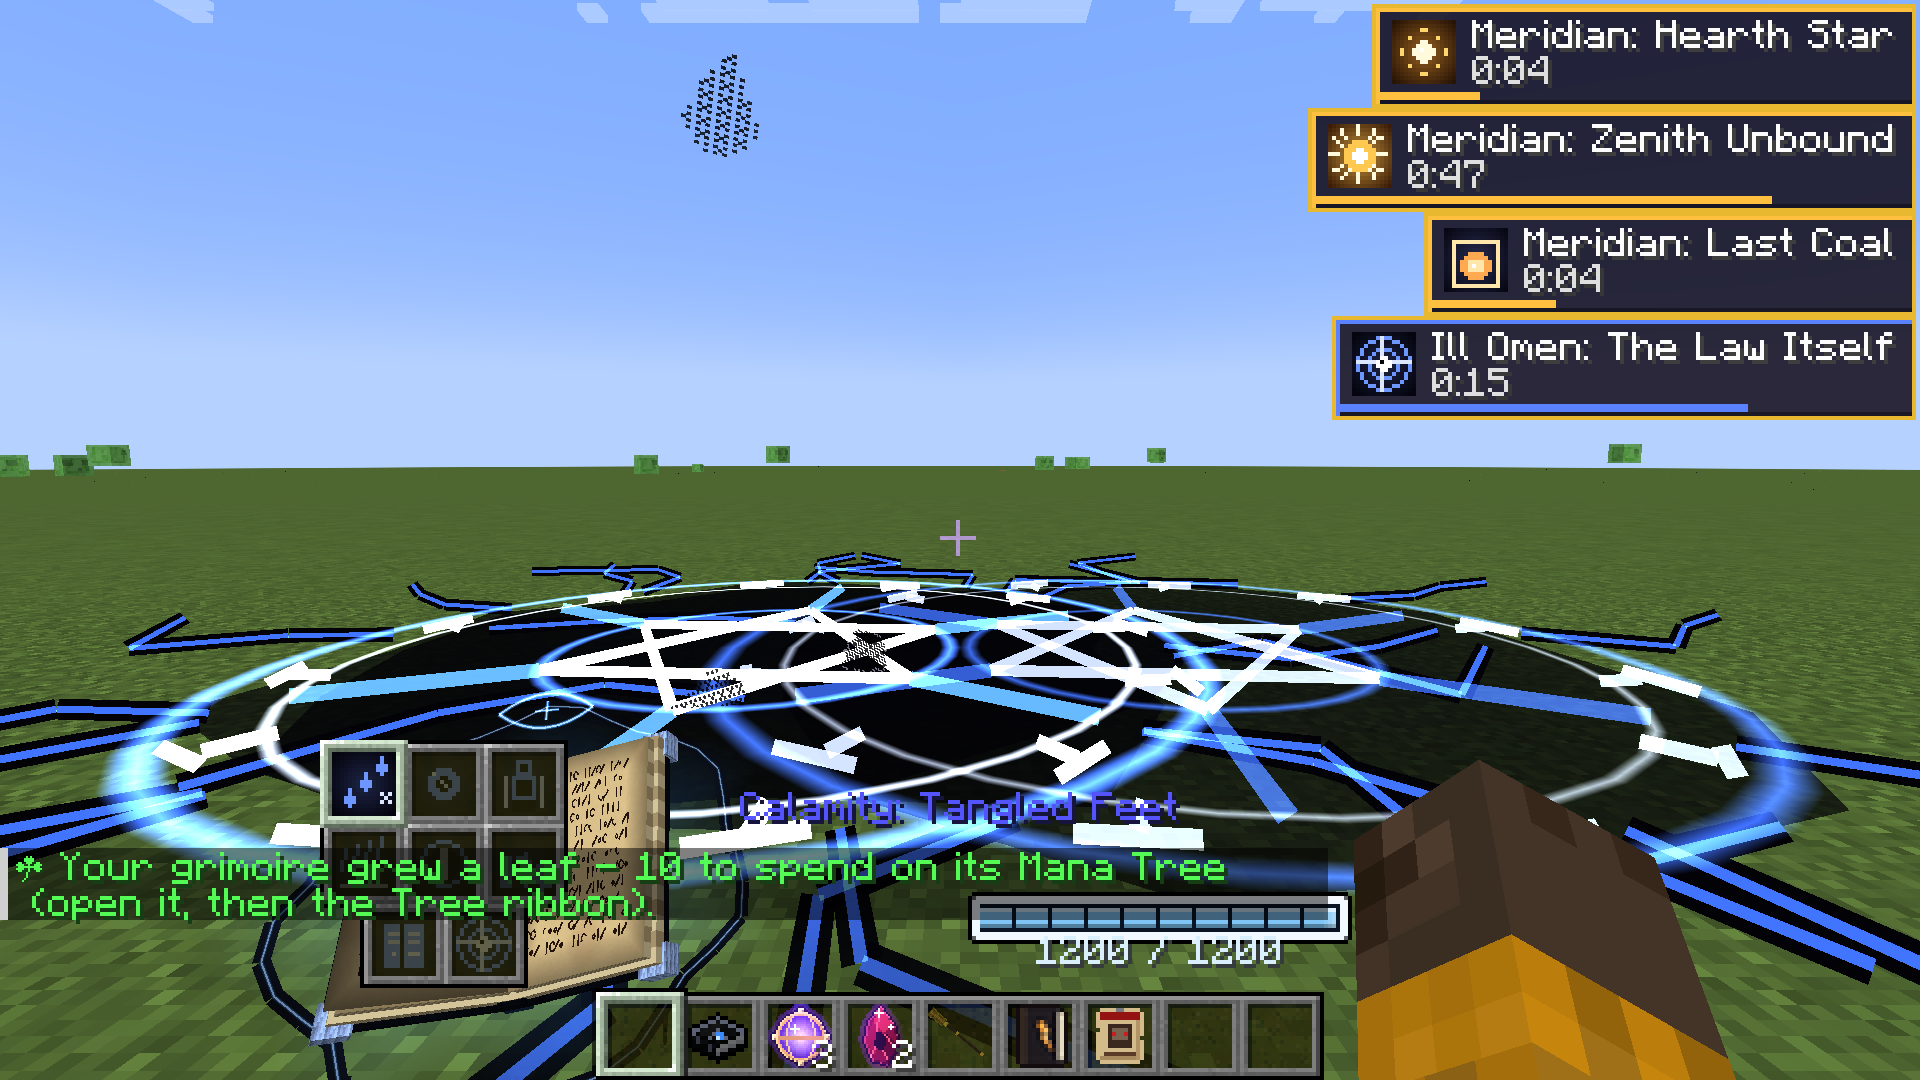 Meridian: Hearth Star
0:04
Meridian: Zenith Unbound
0:47
Meridian: Last Coal
0:04
Ill Omen: The Law Itself
0:15
Calamity: Tangled Feet
☘ Your grimoire grew a leaf — 10 to spend on its Mana Tree
(open it, then the Tree ribbon).
1200 / 1200
3
2